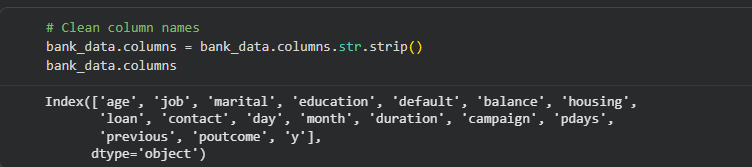 # Clean column names
bank_data.columns = bank_data.columns.str.strip()
bank_data.columns
Index(['age', 'job', 'marital', 'education', 'default', 'balance', 'housing',
'loan', 'contact', 'day', 'month', 'duration', 'campaign', 'pdays',
'previous', 'poutcome', 'y'],
dtype='object')